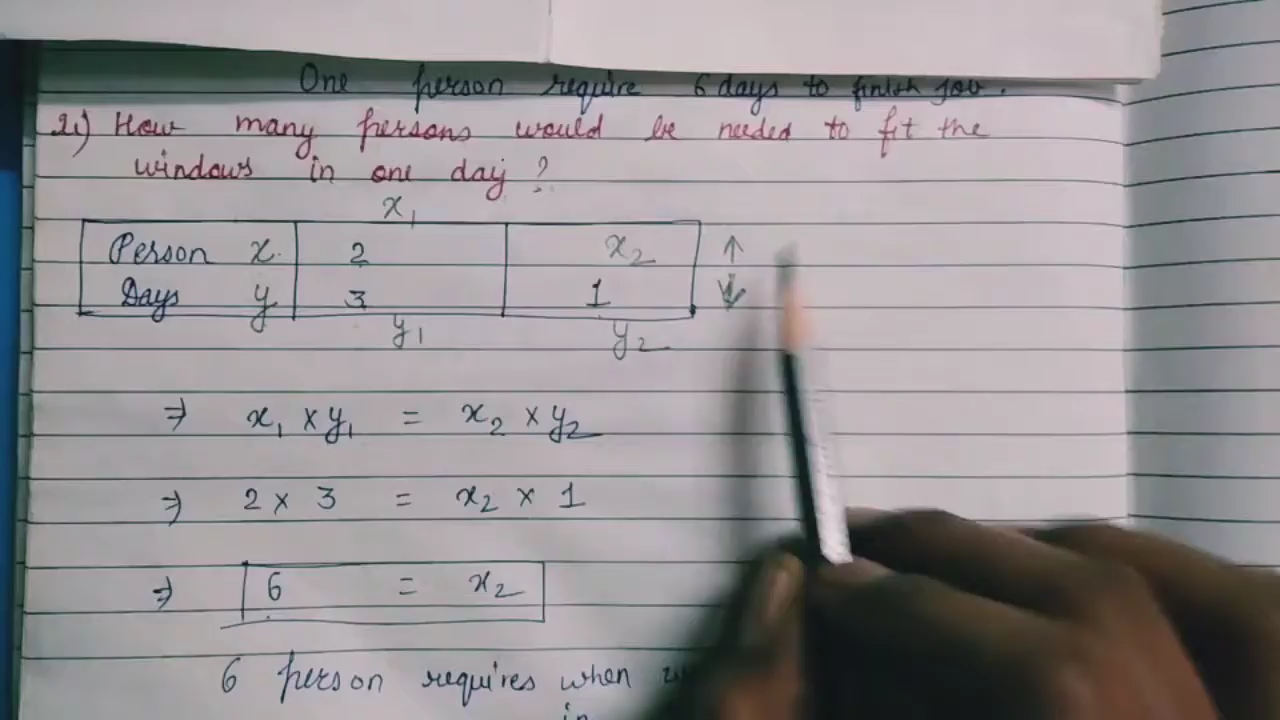 One person require 6 days to finish job.
2i) How many persons would be needed to fit the
windows in one day ?
x1
Person x 2 x2 ↑
Days y 3 1 ↓
y1 y2
⇒ x1 × y1 = x2 × y2
⇒ 2 × 3 = x2 × 1
⇒ 6 = x2
6 person requires when
in